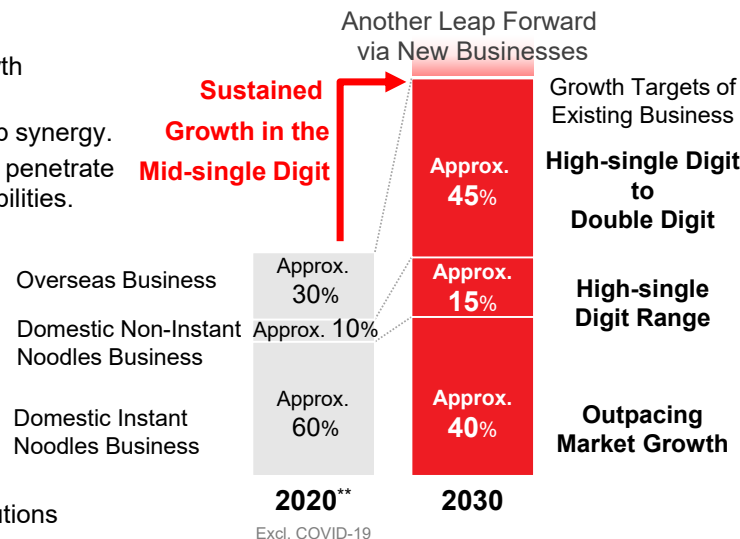 Another Leap Forward
via New Businesses
th
o synergy.
penetrate
bilities.
Sustained
Growth in the
Mid-single Digit
Growth Targets of
Existing Business
Approx.
45%
High-single Digit
to
Double Digit
Overseas Business
Approx.
30%
Approx.
15%
High-single
Digit Range
Domestic Non-Instant
Noodles Business
Approx. 10%
Domestic Instant
Noodles Business
Approx.
60%
Approx.
40%
Outpacing
Market Growth
2020**
2030
Excl. COVID-19
utions